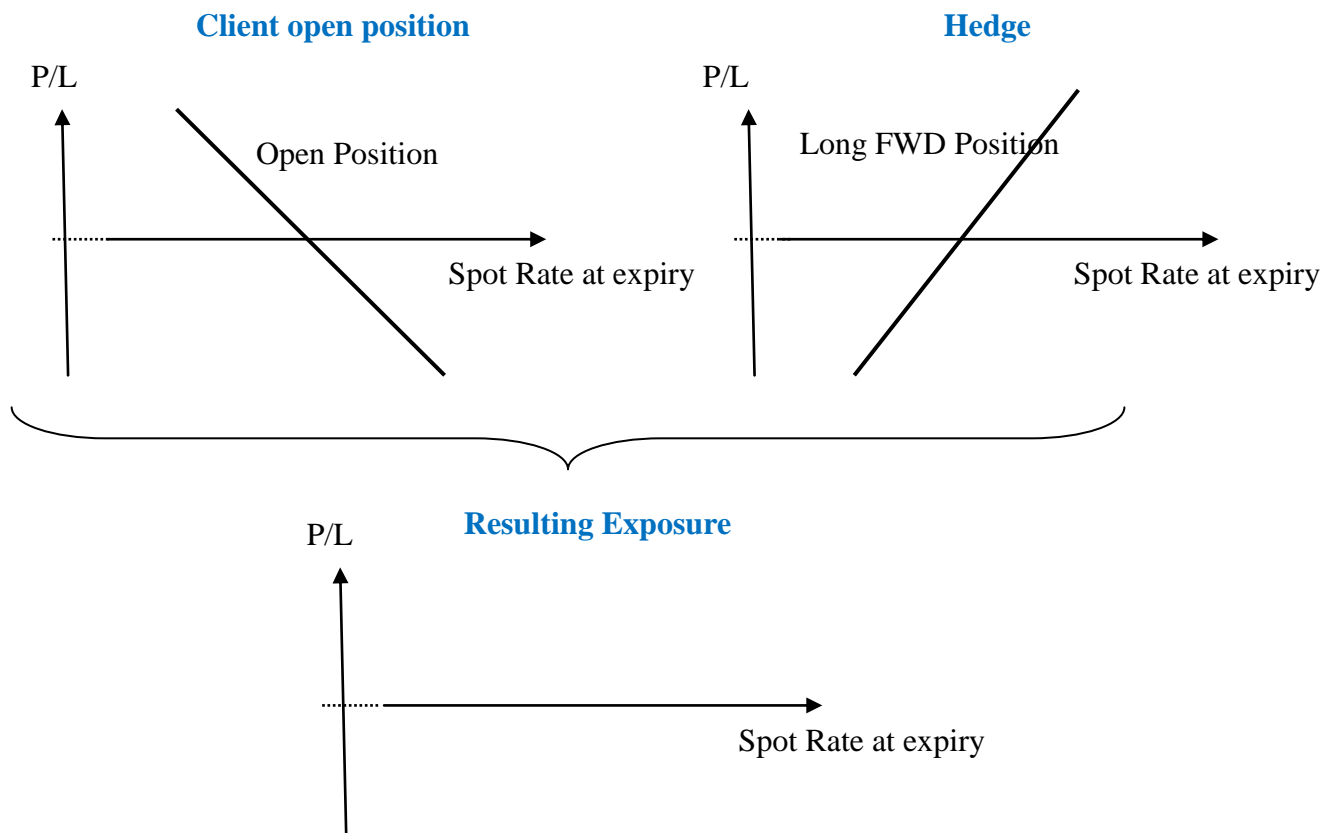 Client open position
Hedge
P/L
P/L
Open Position
Long FWD Position
Spot Rate at expiry
Spot Rate at expiry
Resulting Exposure
P/L
Spot Rate at expiry